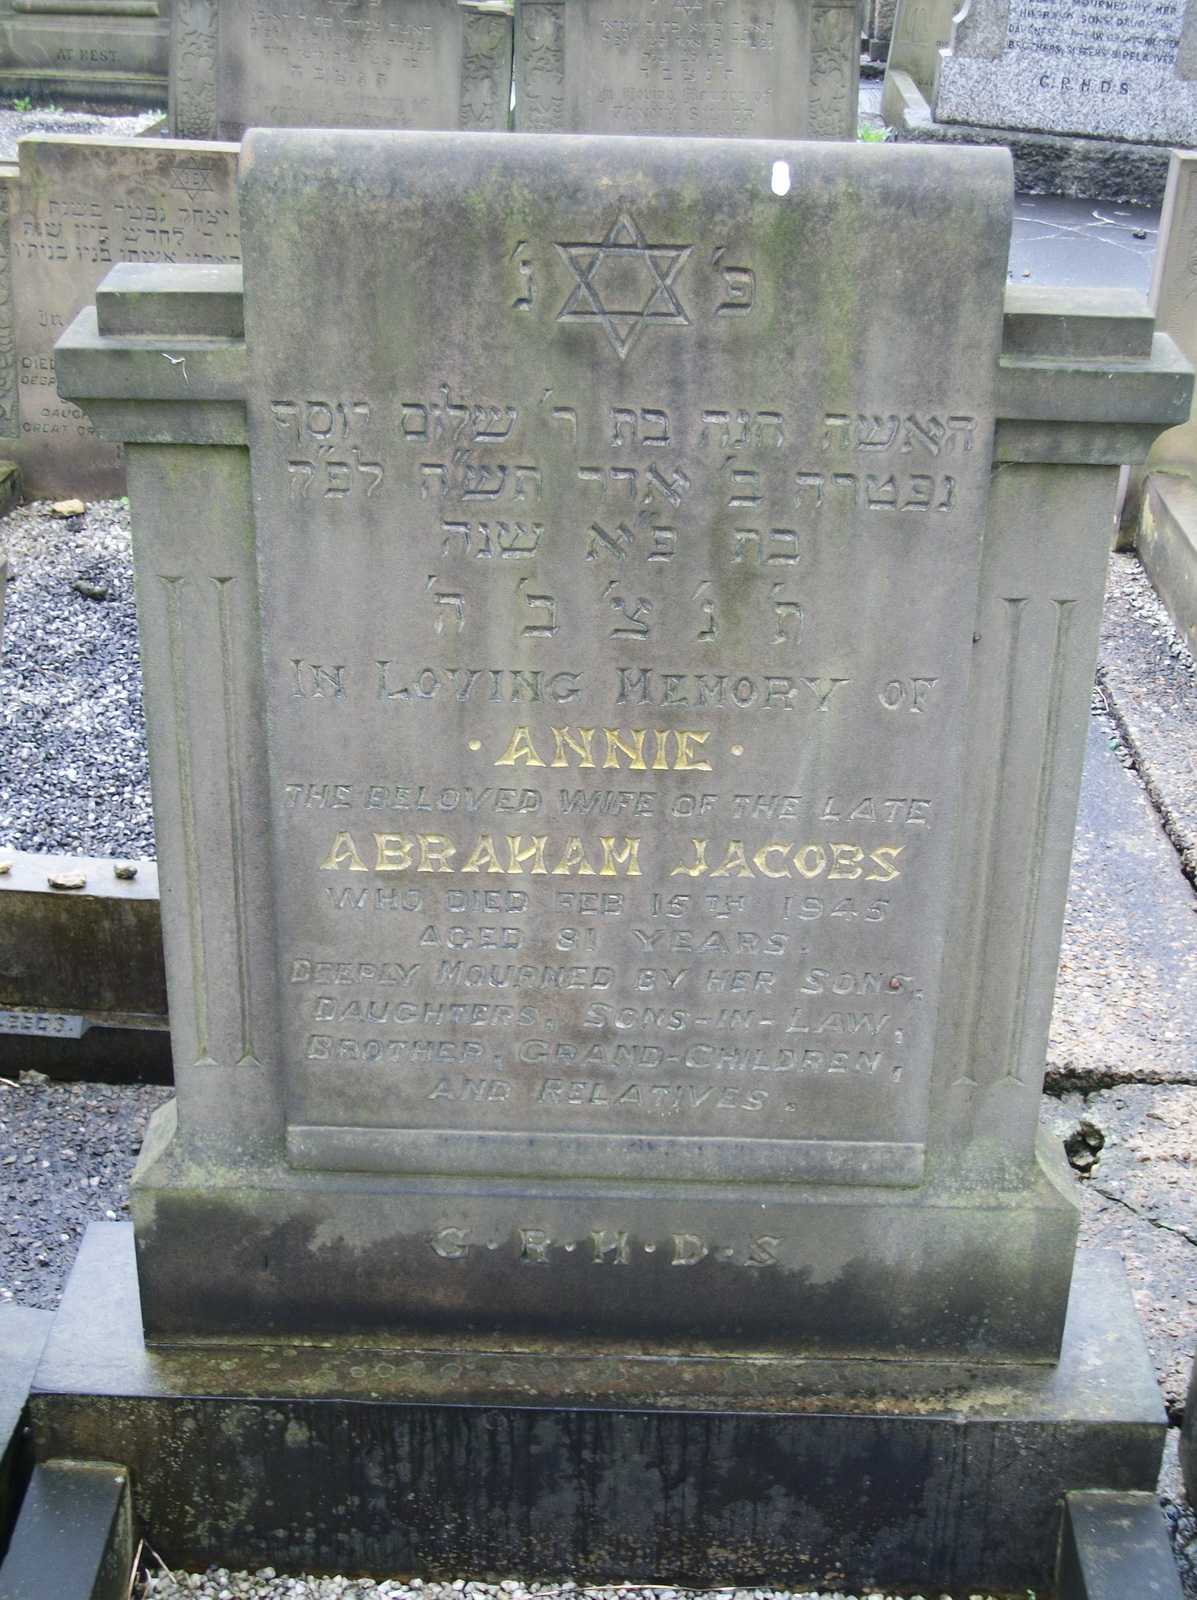 פ' נ'
האשה חנה בת ר' שלום יוסף
נפטרה ב' אדר תש"ה לפ"ק
בת פ"א שנה
ת' נ' צ' ב' ה'
IN LOVING MEMORY OF
· ANNIE ·
THE BELOVED WIFE OF THE LATE
ABRAHAM JACOBS
WHO DIED FEB 15TH 1945
AGED 81 YEARS.
DEEPLY MOURNED BY HER SONS,
DAUGHTERS, SONS-IN-LAW,
BROTHER, GRAND-CHILDREN,
AND RELATIVES.
G·R·H·D·S
AT REST
G.R.H.D.S